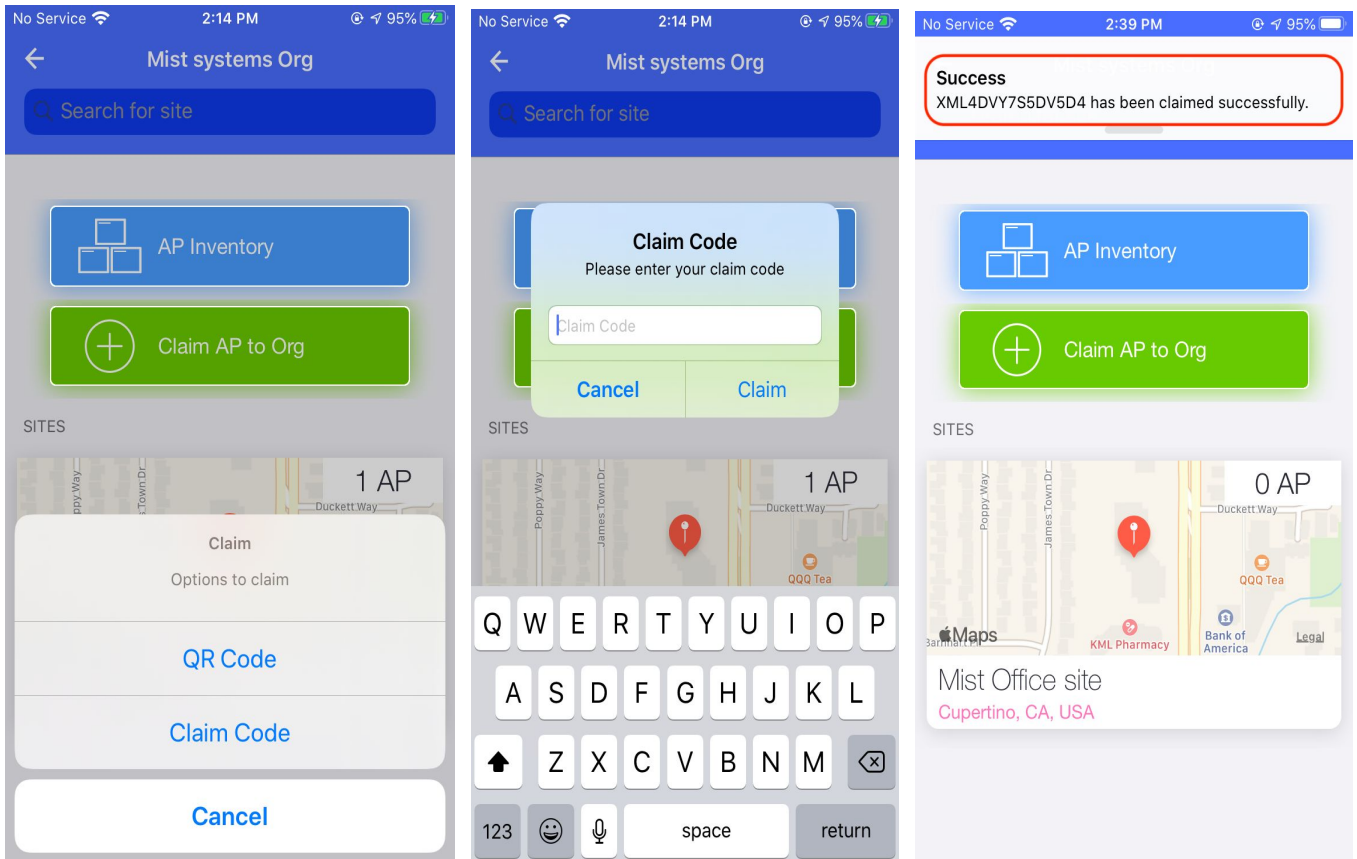 No Service 2:14 PM 95%
Mist systems Org
Search for site
AP Inventory
Claim AP to Org
SITES
1 AP
Duckett Way
Claim
Options to claim
QR Code
Claim Code
Cancel
No Service 2:14 PM 95%
Mist systems Org
Search for site
Claim Code
Please enter your claim code
Claim Code
Cancel Claim
SITES
1 AP
Poppy Way
James Town Dr
Duckett Way
QQQ Tea
Q W E R T Y U I O P
A S D F G H J K L
Z X C V B N M
123 space return
No Service 2:39 PM 95%
Success
XML4DVY7S5DV5D4 has been claimed successfully.
AP Inventory
Claim AP to Org
SITES
0 AP
Poppy Way
James Town Dr
Duckett Way
QQQ Tea
Maps
KML Pharmacy
Bank of
America
Legal
Mist Office site
Cupertino, CA, USA